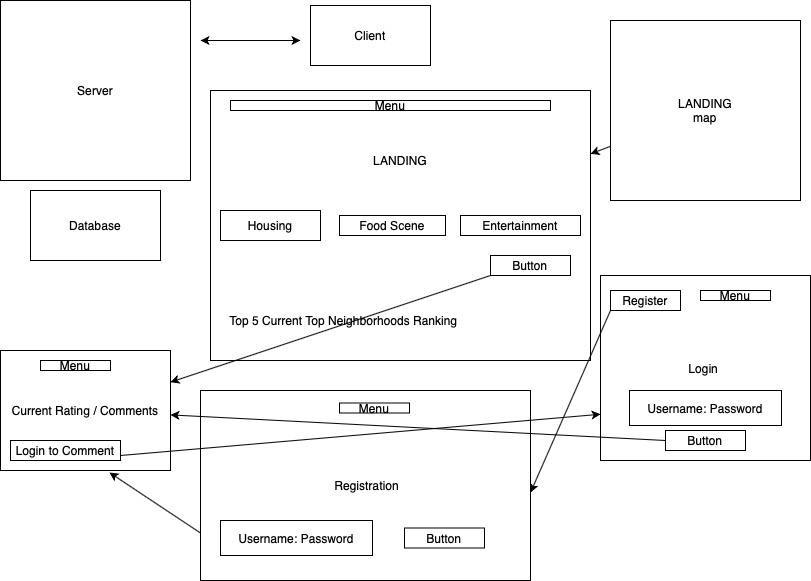 Server
Client
LANDING
map
Database
Menu
LANDING
Housing
Food Scene
Entertainment
Button
Top 5 Current Top Neighborhoods Ranking
Register
Menu
Login
Username: Password
Button
Menu
Current Rating / Comments
Login to Comment
Menu
Registration
Username: Password
Button